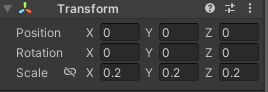 Transform
Position X 0 Y 0 Z 0
Rotation X 0 Y 0 Z 0
Scale X 0.2 Y 0.2 Z 0.2